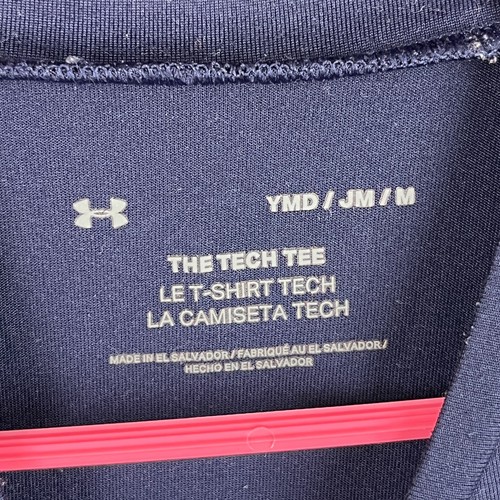 YMD / JM / M
THE TECH TEE
LE T-SHIRT TECH
LA CAMISETA TECH
MADE IN EL SALVADOR / FABRIQUÉ AU EL SALVADOR /
HECHO EN EL SALVADOR